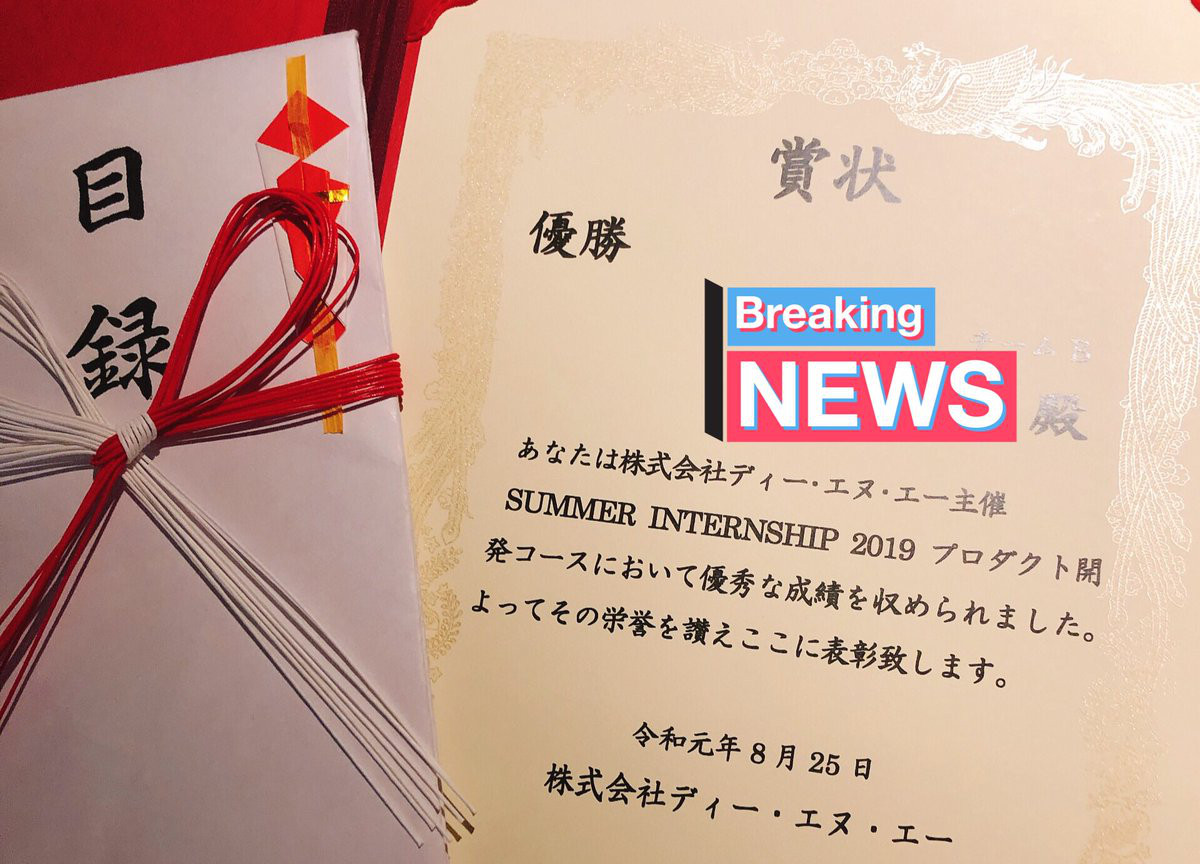 目録
賞状
優勝
Breaking
NEWS
チームB
殿
あなたは株式会社ディー・エヌ・エー主催
SUMMER INTERNSHIP 2019 プロダクト開
発コースにおいて優秀な成績を収められました。
よってその栄誉を讃えここに表彰致します。
令和元年8月25日
株式会社ディー・エヌ・エー